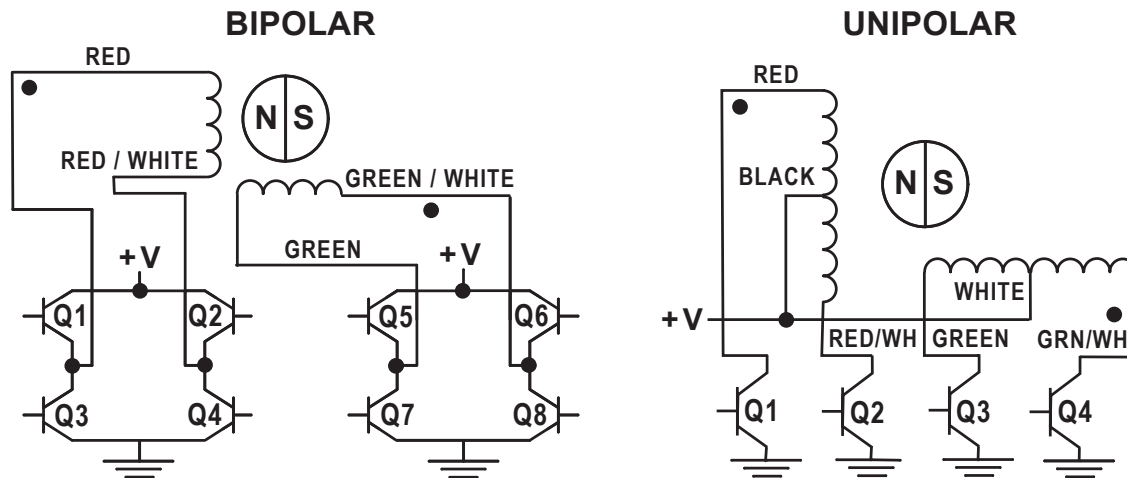 BIPOLAR
RED
N S
RED / WHITE
GREEN / WHITE
GREEN
+V
+V
Q1
Q2
Q5
Q6
Q3
Q4
Q7
Q8
UNIPOLAR
RED
BLACK
N S
WHITE
+V
RED/WH
GREEN
GRN/WH
Q1
Q2
Q3
Q4